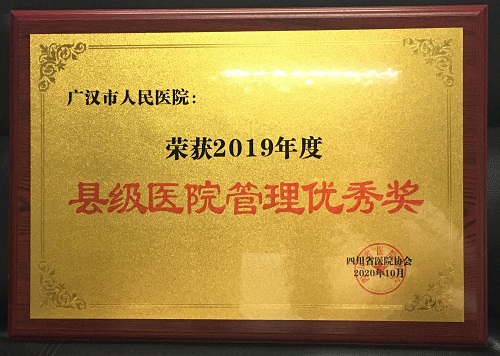 广汉市人民医院：
荣获2019年度
县级医院管理优秀奖
四川省医院协会
2020年10月